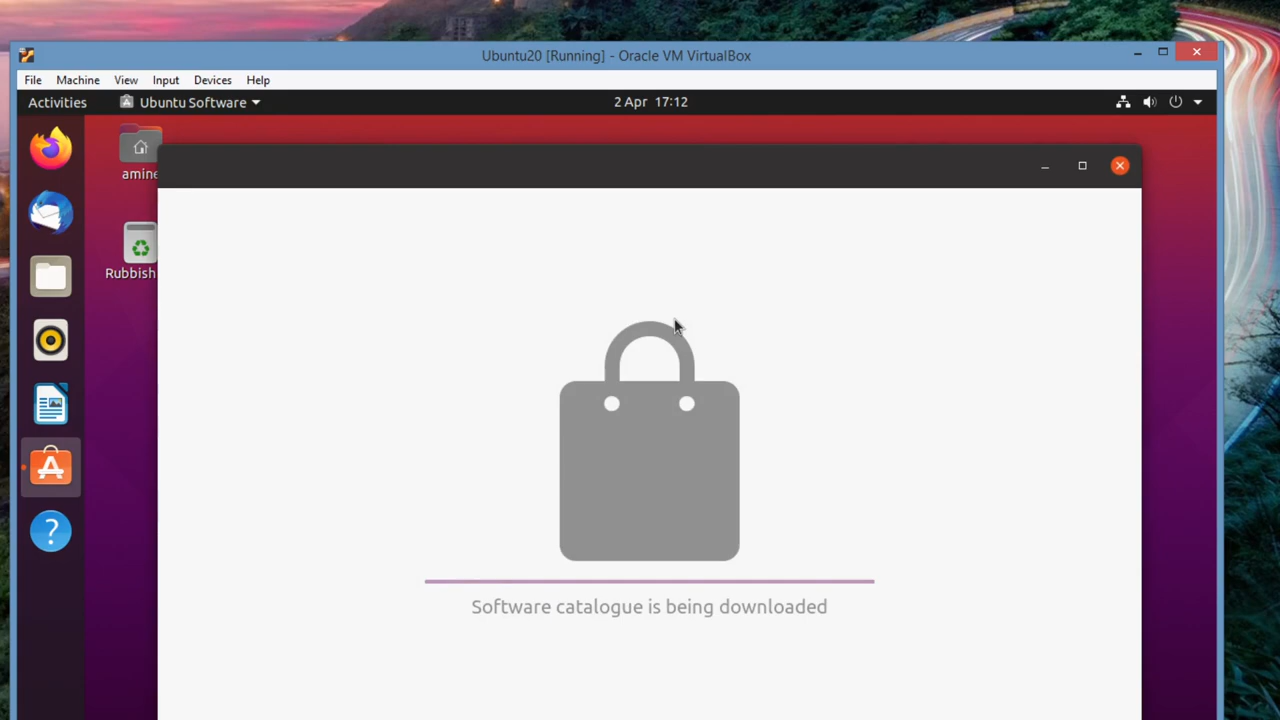 Ubuntu20 [Running] - Oracle VM VirtualBox
File Machine View Input Devices Help
Activities Ubuntu Software 2 Apr 17:12
amine
Rubbish
Software catalogue is being downloaded
?